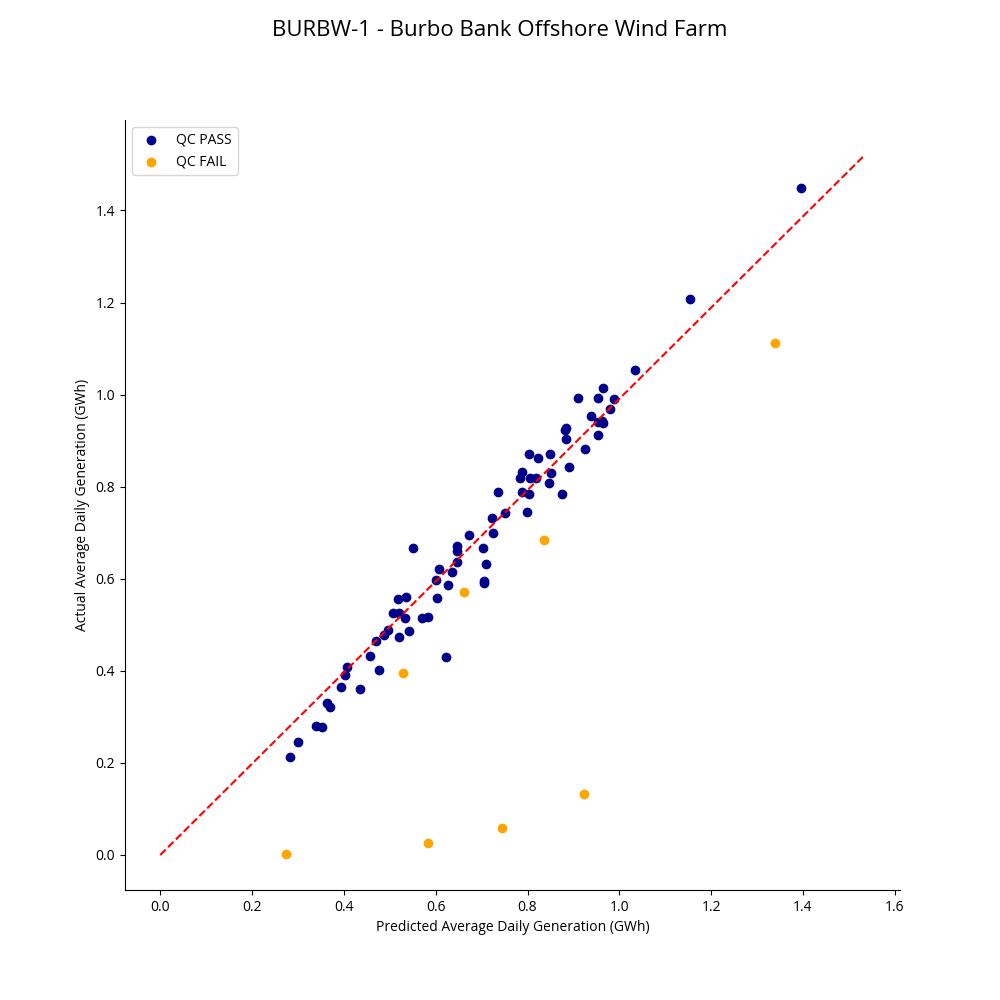 BURBW-1 - Burbo Bank Offshore Wind Farm
QC PASS
QC FAIL
1.4
1.2
1.0
0.8
0.6
0.4
0.2
0.0
Actual Average Daily Generation (GWh)
0.0 0.2 0.4 0.6 0.8 1.0 1.2 1.4 1.6
Predicted Average Daily Generation (GWh)